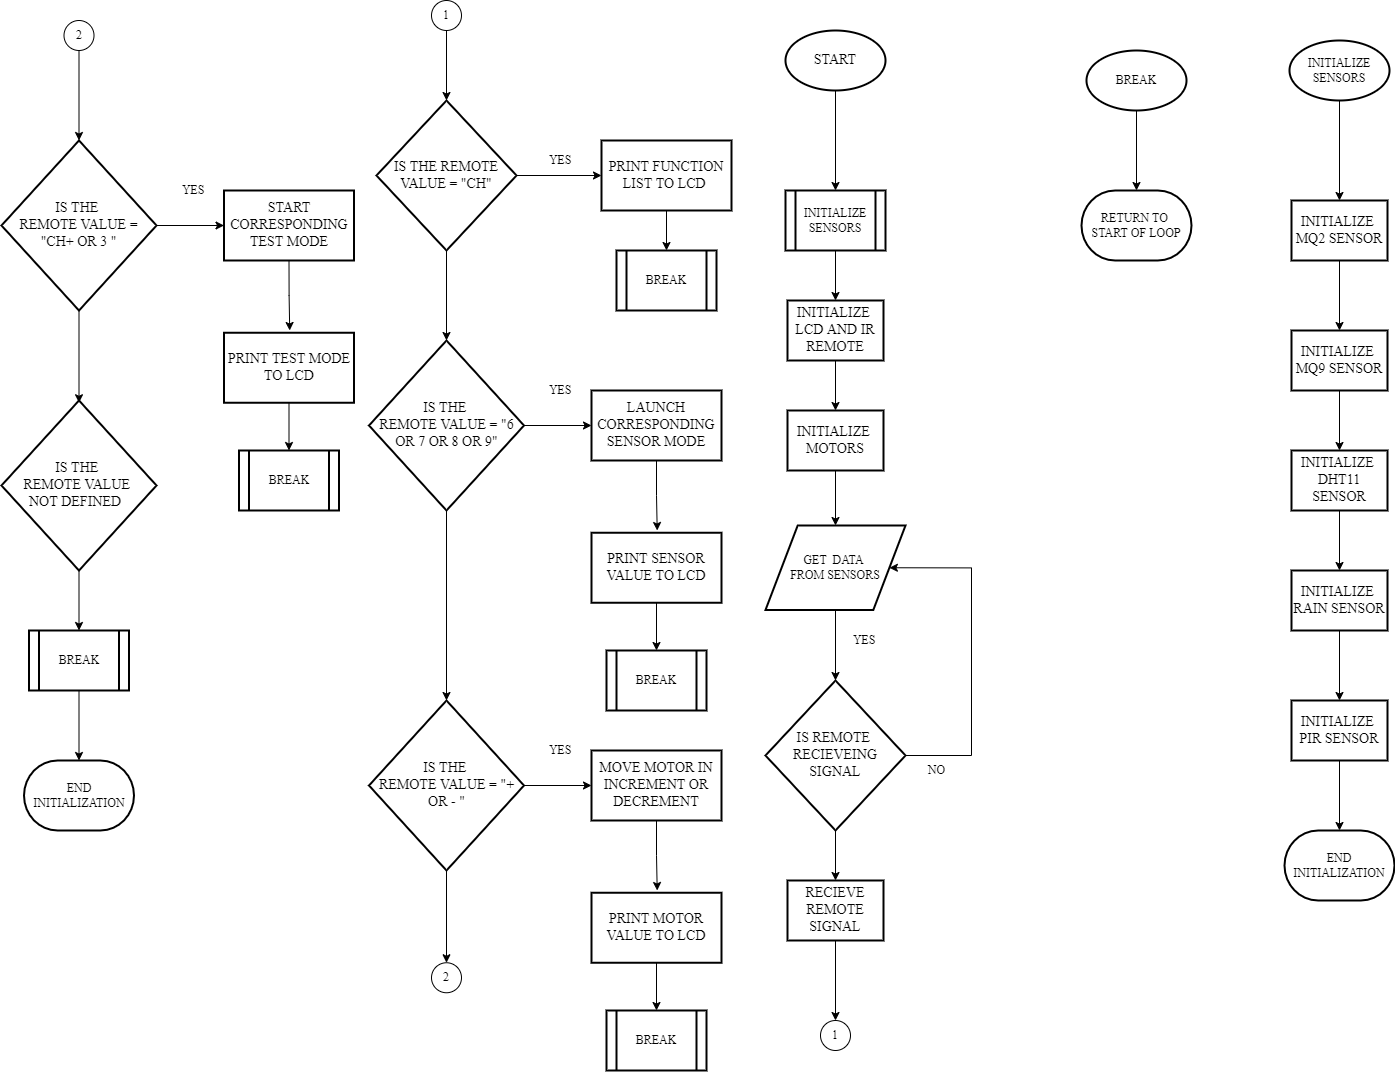 2
IS THE
REMOTE VALUE =
"CH+ OR 3 "
YES
START
CORRESPONDING
TEST MODE
PRINT TEST MODE
TO LCD
BREAK
IS THE
REMOTE VALUE
NOT DEFINED
BREAK
END
INITIALIZATION
1
IS THE REMOTE
VALUE = "CH"
YES
PRINT FUNCTION
LIST TO LCD
BREAK
IS THE
REMOTE VALUE = "6
OR 7 OR 8 OR 9"
YES
LAUNCH
CORRESPONDING
SENSOR MODE
PRINT SENSOR
VALUE TO LCD
BREAK
IS THE
REMOTE VALUE = "+
OR - "
YES
MOVE MOTOR IN
INCREMENT OR
DECREMENT
PRINT MOTOR
VALUE TO LCD
BREAK
2
START
INITIALIZE
SENSORS
INITIALIZE
LCD AND IR
REMOTE
INITIALIZE
MOTORS
GET DATA
FROM SENSORS
YES
IS REMOTE
RECIEVEING
SIGNAL
NO
RECIEVE
REMOTE
SIGNAL
1
BREAK
RETURN TO
START OF LOOP
INITIALIZE
SENSORS
INITIALIZE
MQ2 SENSOR
INITIALIZE
MQ9 SENSOR
INITIALIZE
DHT11
SENSOR
INITIALIZE
RAIN SENSOR
INITIALIZE
PIR SENSOR
END
INITIALIZATION